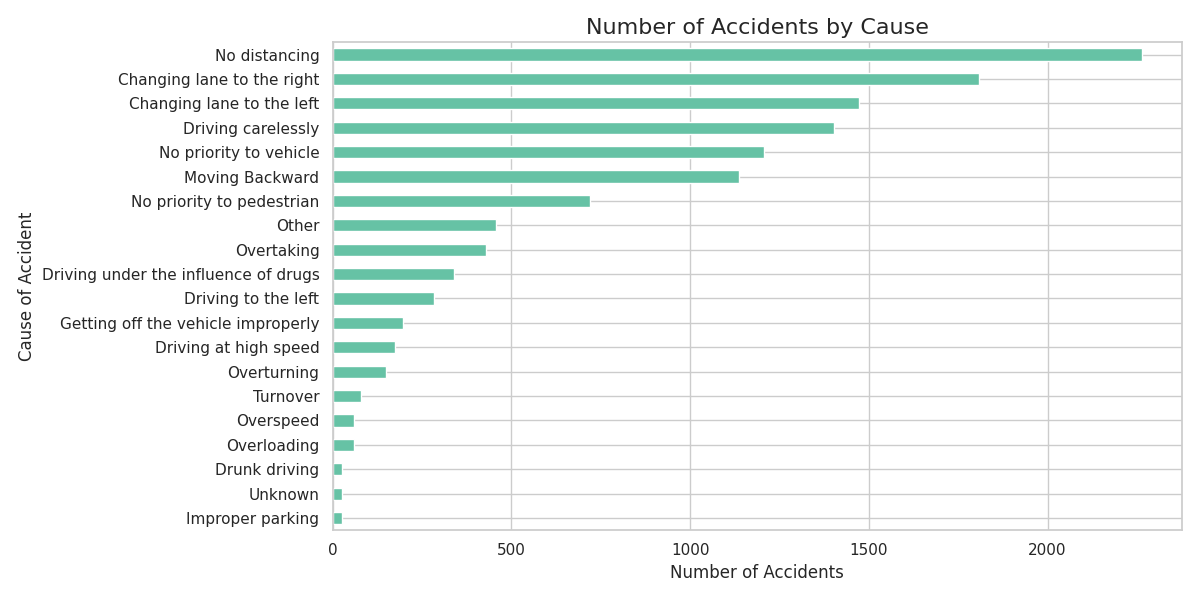 Number of Accidents by Cause
Cause of Accident
No distancing
Changing lane to the right
Changing lane to the left
Driving carelessly
No priority to vehicle
Moving Backward
No priority to pedestrian
Other
Overtaking
Driving under the influence of drugs
Driving to the left
Getting off the vehicle improperly
Driving at high speed
Overturning
Turnover
Overspeed
Overloading
Drunk driving
Unknown
Improper parking
0 500 1000 1500 2000
Number of Accidents